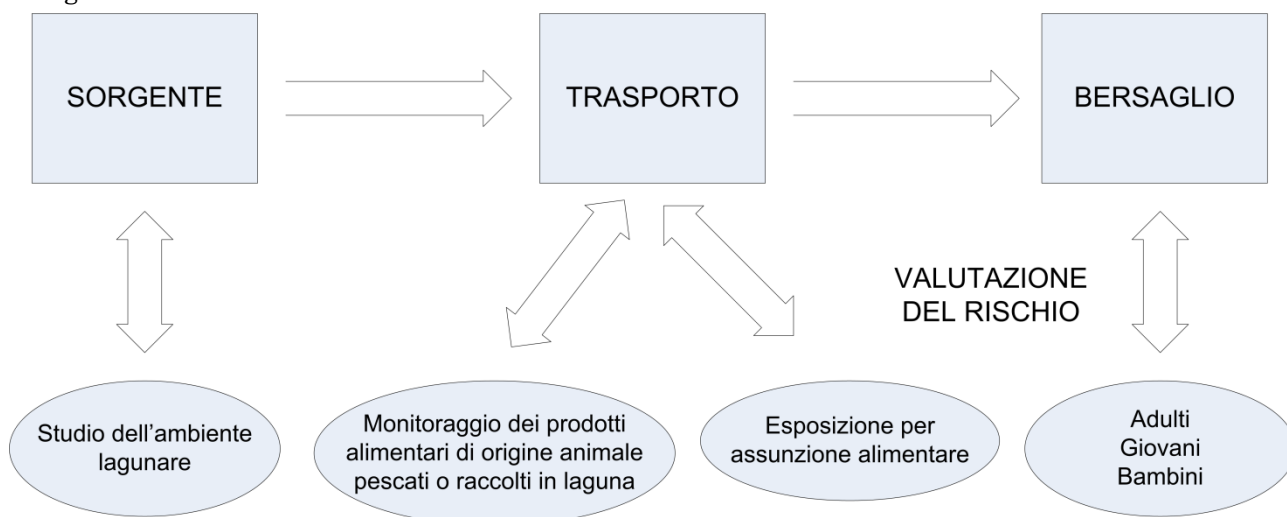 SORGENTE
TRASPORTO
BERSAGLIO
VALUTAZIONE
DEL RISCHIO
Studio dell'ambiente
lagunare
Monitoraggio dei prodotti
alimentari di origine animale
pescati o raccolti in laguna
Esposizione per
assunzione alimentare
Adulti
Giovani
Bambini